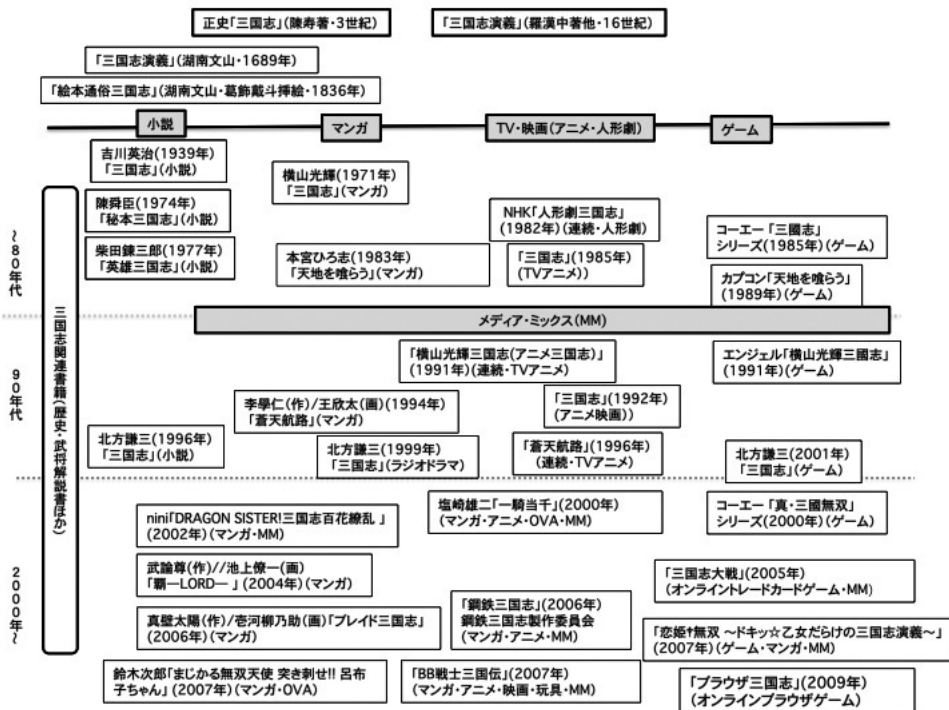 正史「三国志」(陳寿著・3世紀)
「三国志演義」(羅漢中著他・16世紀)
「三国志演義」(湖南文山・1689年)
「絵本通俗三国志」(湖南文山・葛飾戴斗挿絵・1836年)
小説
マンガ
TV・映画(アニメ・人形劇)
ゲーム
吉川英治(1939年)
「三国志」(小説)
横山光輝(1971年)
「三国志」(マンガ)
陳舜臣(1974年)
「秘本三国志」(小説)
NHK「人形劇三国志」
(1982年)(連続・人形劇)
コーエー「三國志」
シリーズ(1985年)(ゲーム)
柴田錬三郎(1977年)
「英雄三国志」(小説)
本宮ひろ志(1983年)
「天地を喰らう」(マンガ)
「三国志」(1985年)
(TVアニメ))
カプコン「天地を喰らう」
(1989年)(ゲーム)
~80年代
三国志関連書籍(歴史・武将解説書ほか)
メディア・ミックス(MM)
90年代
「横山光輝三国志(アニメ三国志)」
(1991年)(連続・TVアニメ)
エンジェル「横山光輝三國志」
(1991年)(ゲーム)
李學仁(作)/王欣太(画)(1994年)
「蒼天航路」(マンガ)
「三国志」(1992年)
(アニメ映画))
北方謙三(1996年)
「三国志」(小説)
北方謙三(1999年)
「三国志」(ラジオドラマ)
「蒼天航路」(1996年)
(連続・TVアニメ)
北方謙三(2001年)
「三国志」(ゲーム)
2000年~
nini「DRAGON SISTER!三国志百花繚乱 」
(2002年)(マンガ・MM)
塩崎雄二「一騎当千」(2000年)
(マンガ・アニメ・OVA・MM)
コーエー「真・三國無双」
シリーズ(2000年)(ゲーム)
武論尊(作)//池上僚一(画)
「覇―LORD― 」(2004年)(マンガ)
「三国志大戦」(2005年)
(オンライントレードカードゲーム・MM)
真壁太陽(作)/壱河柳乃助(画)「ブレイド三国志」
(2006年)(マンガ)
「鋼鉄三国志」(2006年)
鋼鉄三国志製作委員会
(マンガ・アニメ・MM)
「恋姫†無双 ~ドキッ☆乙女だらけの三国志演義~」
(2007年)(ゲーム・マンガ・MM)
鈴木次郎「まじかる無双天使 突き刺せ!! 呂布
子ちゃん」(2007年)(マンガ・OVA)
「BB戦士三国伝」(2007年)
(マンガ・アニメ・映画・玩具・MM)
「ブラウザ三国志」(2009年)
(オンラインブラウザゲーム)